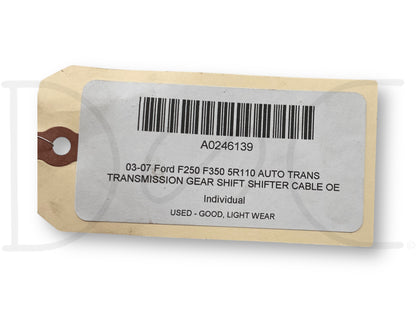 A0246139
03-07 Ford F250 F350 5R110 AUTO TRANS
TRANSMISSION GEAR SHIFT SHIFTER CABLE OE
Individual
USED - GOOD, LIGHT WEAR